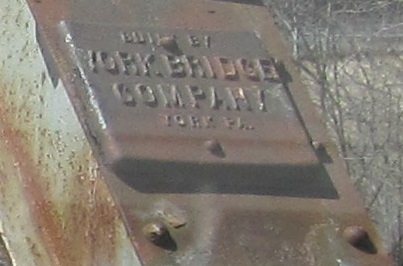 BUILT BY
YORK BRIDGE
COMPANY
YORK PA.